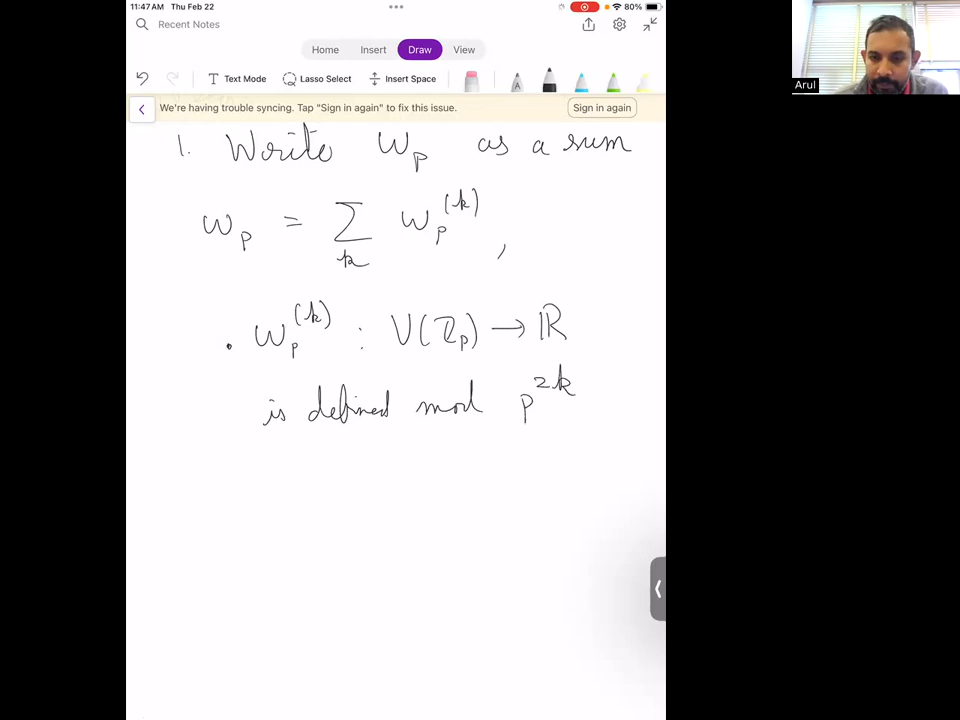 11:47 AM Thu Feb 22
80%
Recent Notes
Home Insert Draw View
Text Mode Lasso Select Insert Space
We're having trouble syncing. Tap "Sign in again" to fix this issue.
Sign in again
Arul
1. Write w_p as a sum
w_p = ∑_k w_p^{(k)},
• w_p^{(k)} : V(ℤ_p) → ℝ
is defined mod p^{2k}